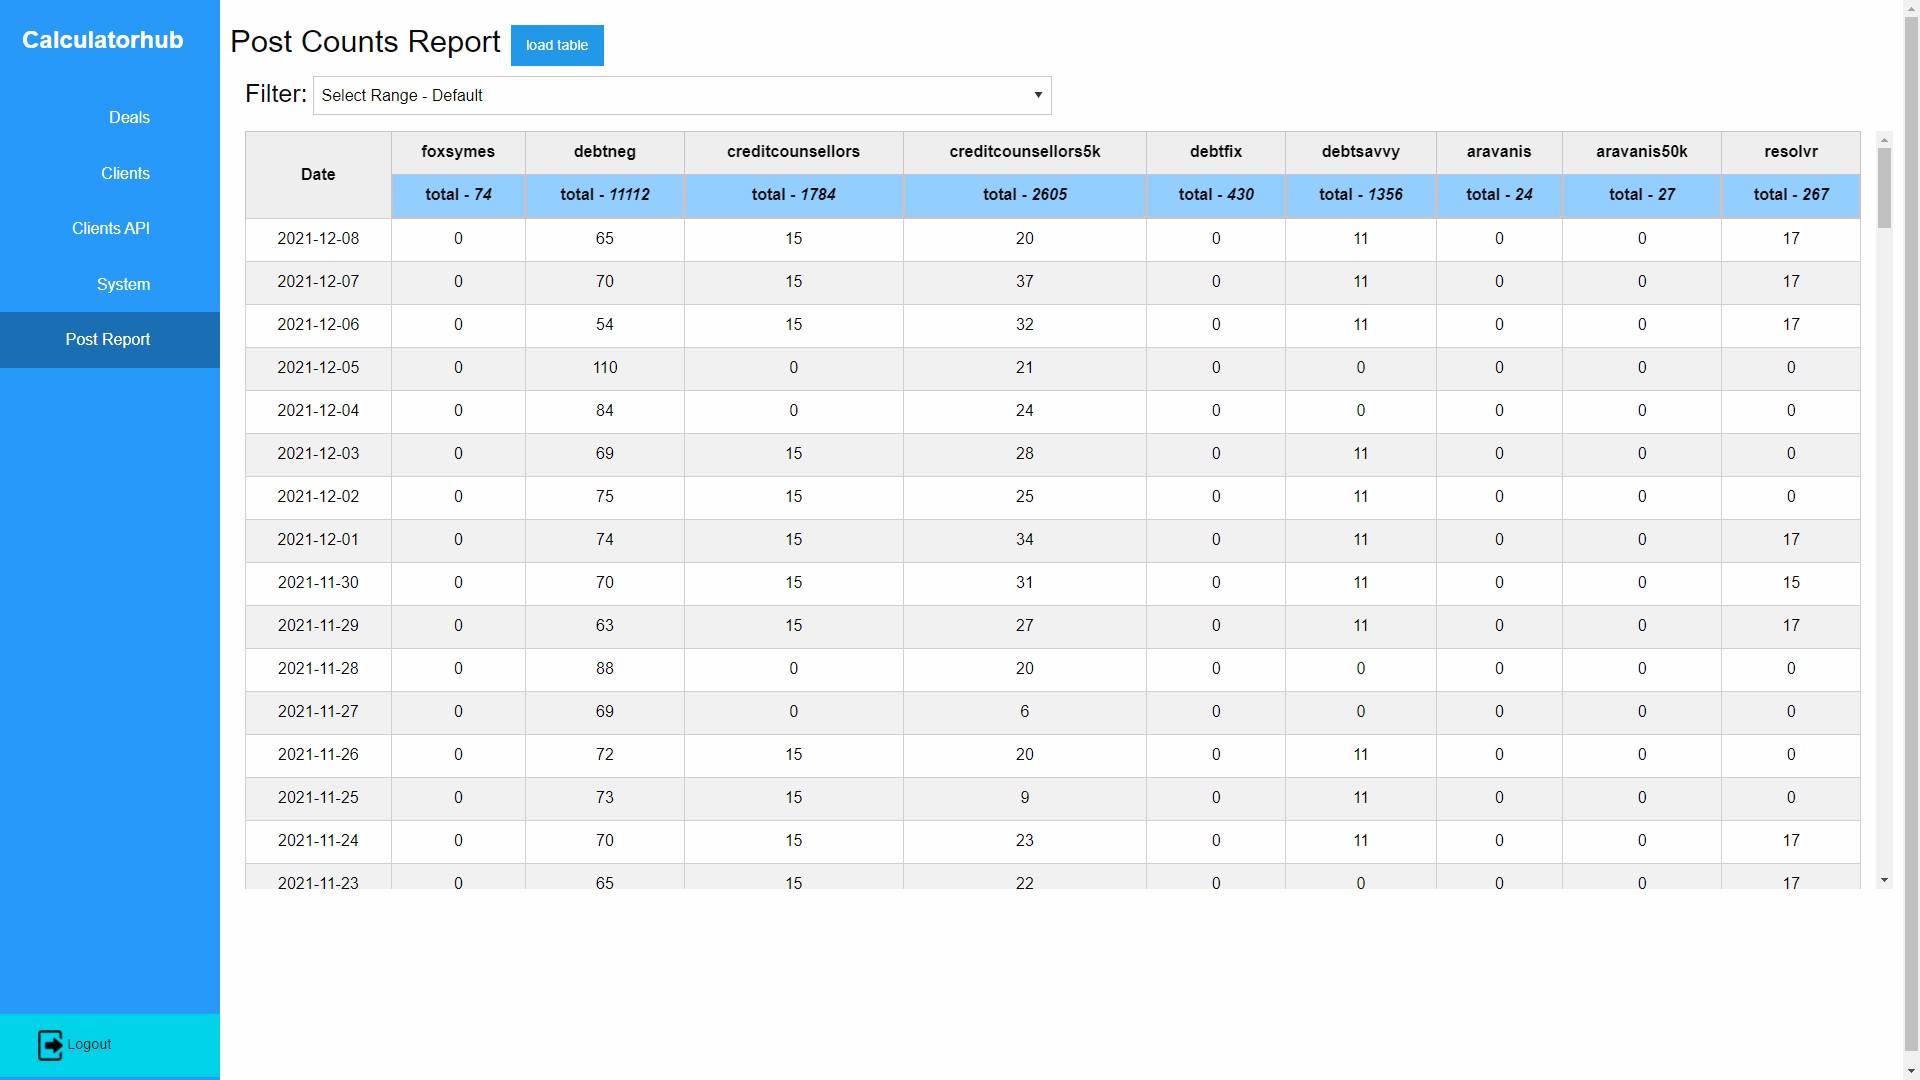 Calculatorhub
Deals
Clients
Clients API
System
Post Report
Logout
Post Counts Report load table
Filter: Select Range - Default
Date foxsymes debtneg creditcounsellors creditcounsellors5k debtfix debtsavvy aravanis aravanis50k resolvr
total - 74 total - 11112 total - 1784 total - 2605 total - 430 total - 1356 total - 24 total - 27 total - 267
2021-12-08 0 65 15 20 0 11 0 0 17
2021-12-07 0 70 15 37 0 11 0 0 17
2021-12-06 0 54 15 32 0 11 0 0 17
2021-12-05 0 110 0 21 0 0 0 0 0
2021-12-04 0 84 0 24 0 0 0 0 0
2021-12-03 0 69 15 28 0 11 0 0 0
2021-12-02 0 75 15 25 0 11 0 0 0
2021-12-01 0 74 15 34 0 11 0 0 17
2021-11-30 0 70 15 31 0 11 0 0 15
2021-11-29 0 63 15 27 0 11 0 0 17
2021-11-28 0 88 0 20 0 0 0 0 0
2021-11-27 0 69 0 6 0 0 0 0 0
2021-11-26 0 72 15 20 0 11 0 0 0
2021-11-25 0 73 15 9 0 11 0 0 0
2021-11-24 0 70 15 23 0 11 0 0 17
2021-11-23 0 65 15 22 0 0 0 0 17